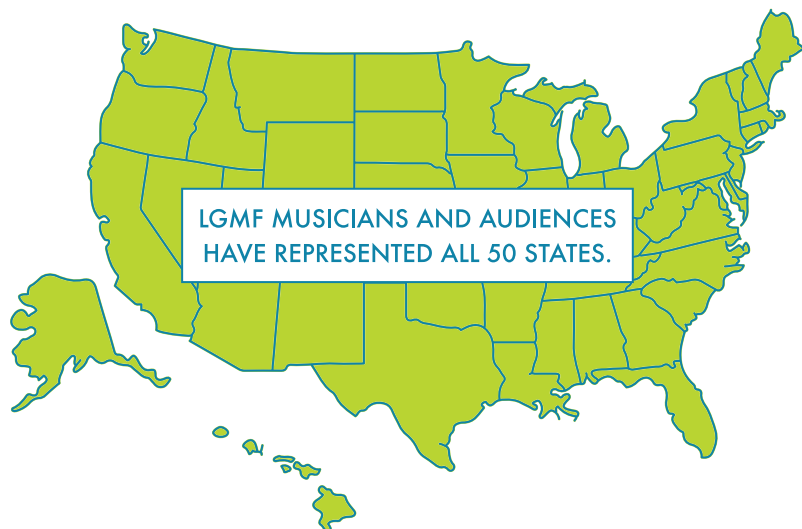 LGMF MUSICIANS AND AUDIENCES
HAVE REPRESENTED ALL 50 STATES.